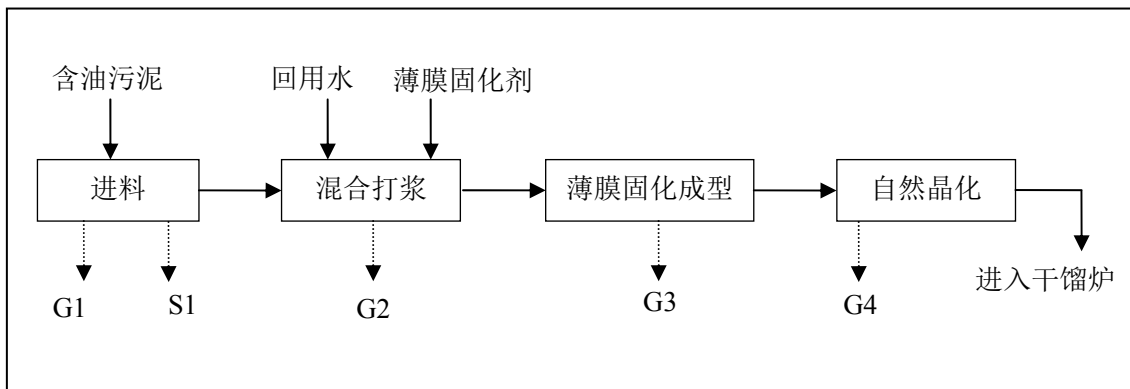 含油污泥
回用水
薄膜固化剂
进料
混合打浆
薄膜固化成型
自然晶化
G1
S1
G2
G3
G4
进入干馏炉